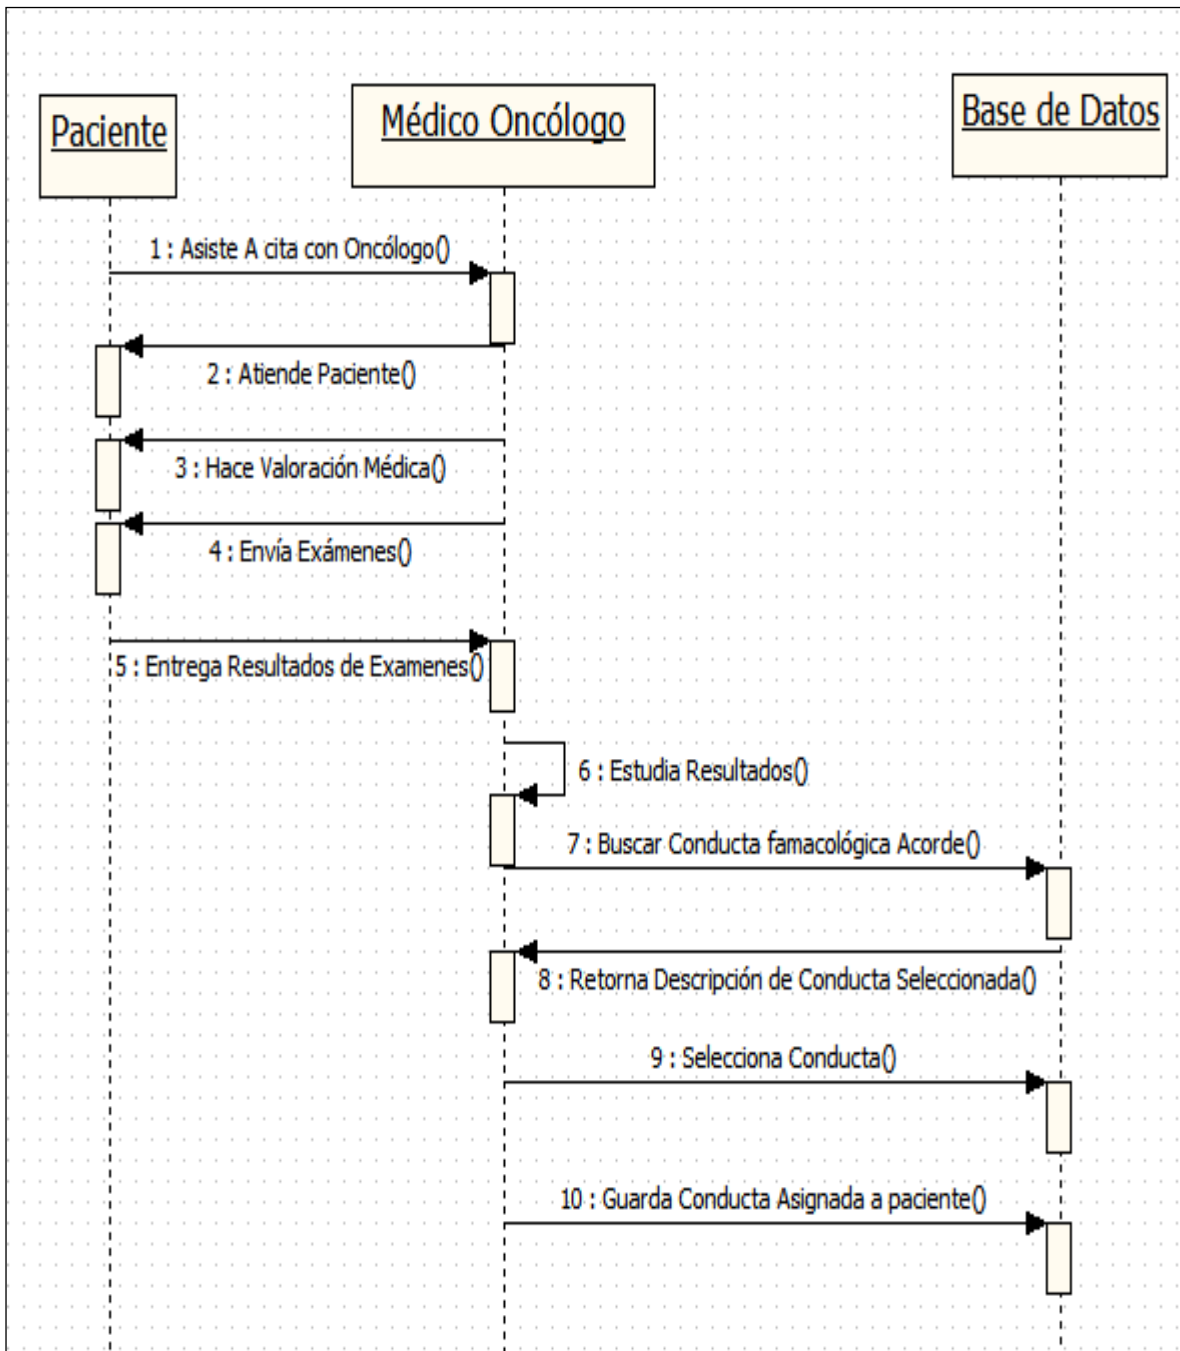 Paciente
Médico Oncólogo
Base de Datos
1 : Asiste A cita con Oncólogo()
2 : Atiende Paciente()
3 : Hace Valoración Médica()
4 : Envía Exámenes()
5 : Entrega Resultados de Examenes()
6 : Estudia Resultados()
7 : Buscar Conducta famacológica Acorde()
8 : Retorna Descripción de Conducta Seleccionada()
9 : Selecciona Conducta()
10 : Guarda Conducta Asignada a paciente()